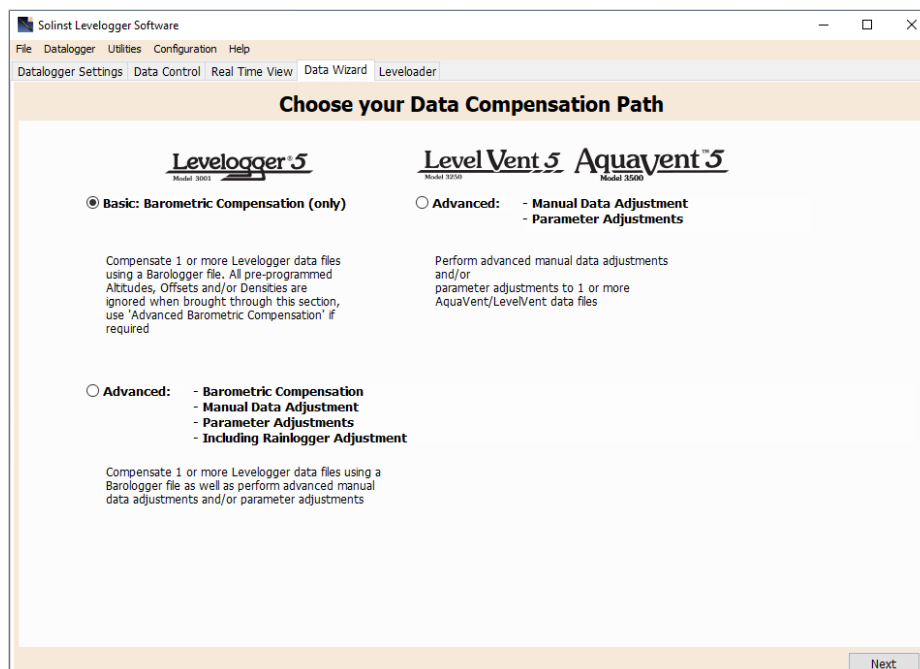 Solinst Levelogger Software
File Datalogger Utilities Configuration Help
Datalogger Settings Data Control Real Time View Data Wizard Leveloader
Choose your Data Compensation Path
Levelogger® 5
Model 3001
Level Vent 5
Model 3250
Aquavent™ 5
Model 3500
Basic: Barometric Compensation (only)
Compensate 1 or more Levelogger data files
using a Barologger file. All pre-programmed
Altitudes, Offsets and/or Densities are
ignored when brought through this section,
use 'Advanced Barometric Compensation' if
required
Advanced: - Manual Data Adjustment
- Parameter Adjustments
Perform advanced manual data adjustments
and/or
parameter adjustments to 1 or more
AquaVent/LevelVent data files
Advanced: - Barometric Compensation
- Manual Data Adjustment
- Parameter Adjustments
- Including Rainlogger Adjustment
Compensate 1 or more Levelogger data files using a
Barologger file as well as perform advanced manual
data adjustments and/or parameter adjustments
Next